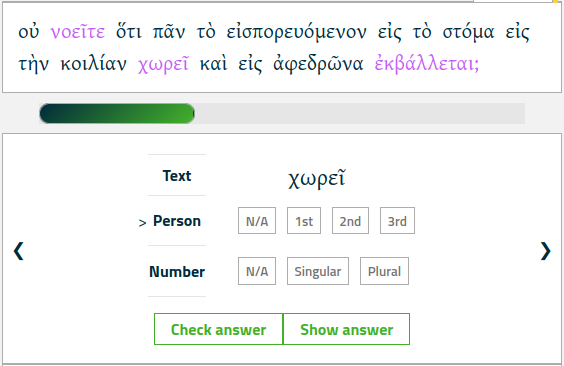 οὐ νοεῖτε ὅτι πᾶν τὸ εἰσπορευόμενον εἰς τὸ στόμα εἰς
τὴν κοιλίαν χωρεῖ καὶ εἰς ἀφεδρῶνα ἐκβάλλεται;
Text χωρεῖ
> Person N/A 1st 2nd 3rd
❮ ❯
Number N/A Singular Plural
Check answer Show answer